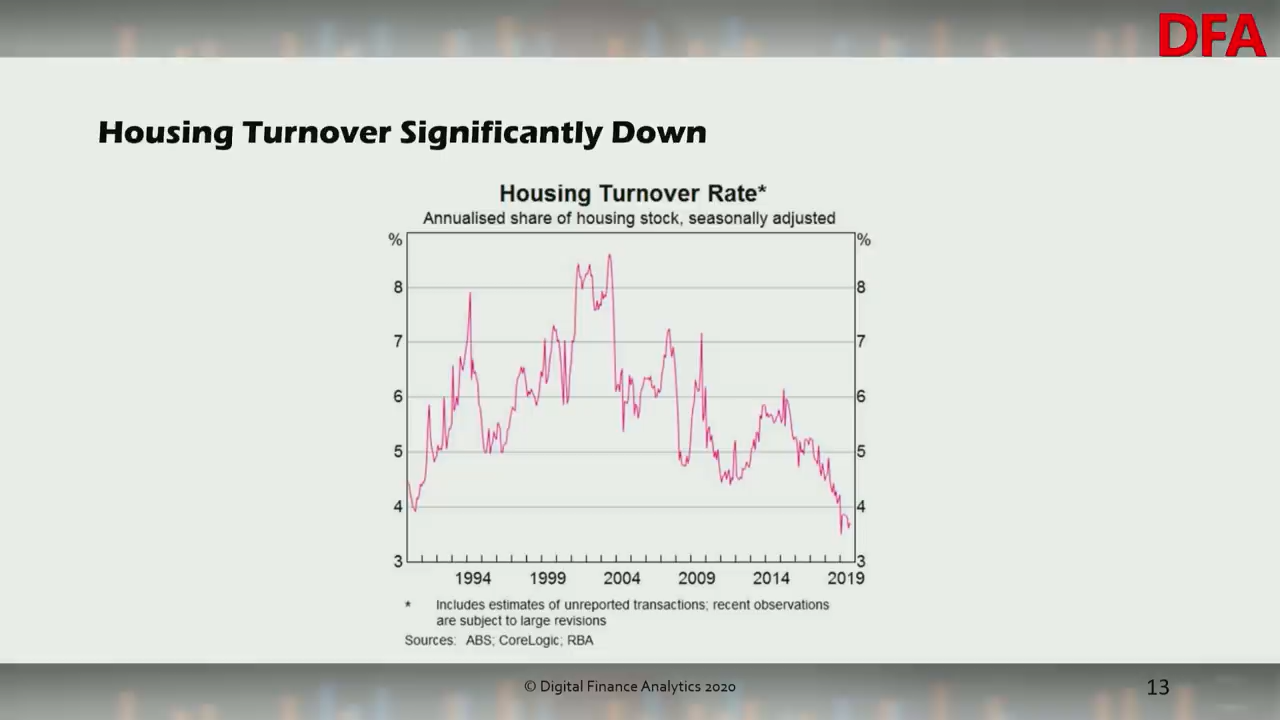 DFA
Housing Turnover Significantly Down
Housing Turnover Rate*
Annualised share of housing stock, seasonally adjusted
% %
8 8
7 7
6 6
5 5
4 4
3 3
1994 1999 2004 2009 2014 2019
* Includes estimates of unreported transactions; recent observations
are subject to large revisions
Sources: ABS; CoreLogic; RBA
© Digital Finance Analytics 2020
13